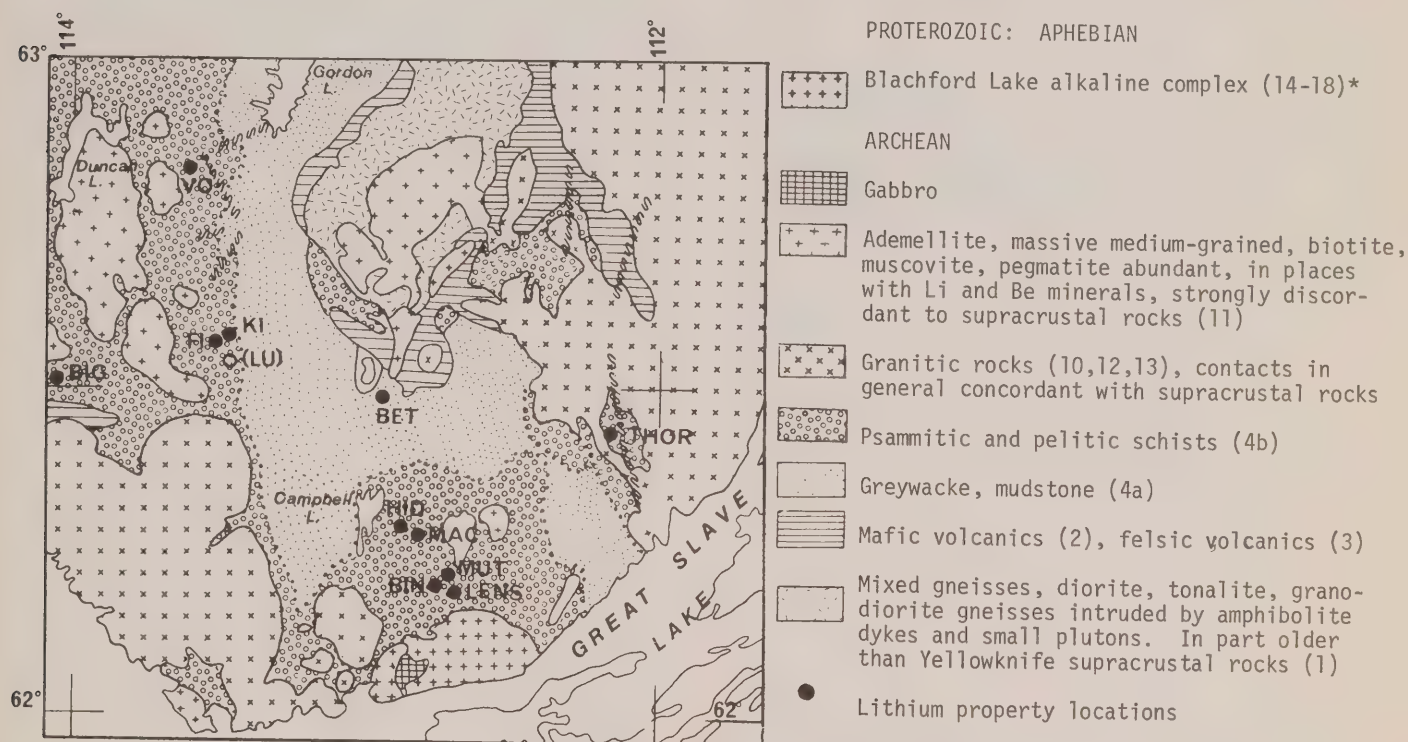 114°
112°
63°
Gordon
L.
Duncan
L.
VO
KI
FI
(LU)
BIG
BET
THOR
Campbell
L.
HID
MAC
MUT
BIN
LENS
GREAT SLAVE
LAKE
62°
62°
PROTEROZOIC: APHEBIAN
Blachford Lake alkaline complex (14-18)*
ARCHEAN
Gabbro
Ademellite, massive medium-grained, biotite,
muscovite, pegmatite abundant, in places
with Li and Be minerals, strongly discor-
dant to supracrustal rocks (11)
Granitic rocks (10,12,13), contacts in
general concordant with supracrustal rocks
Psammitic and pelitic schists (4b)
Greywacke, mudstone (4a)
Mafic volcanics (2), felsic volcanics (3)
Mixed gneisses, diorite, tonalite, grano-
diorite gneisses intruded by amphibolite
dykes and small plutons. In part older
than Yellowknife supracrustal rocks (1)
Lithium property locations